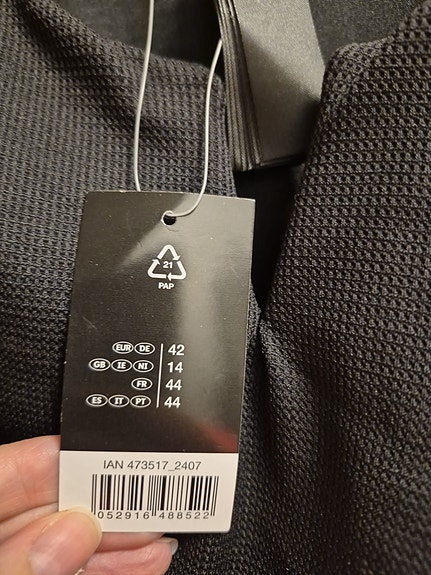 21
PAP
EUR DE 42
GB IE NI 14
FR 44
ES IT PT 44
IAN 473517_2407
052916 488522